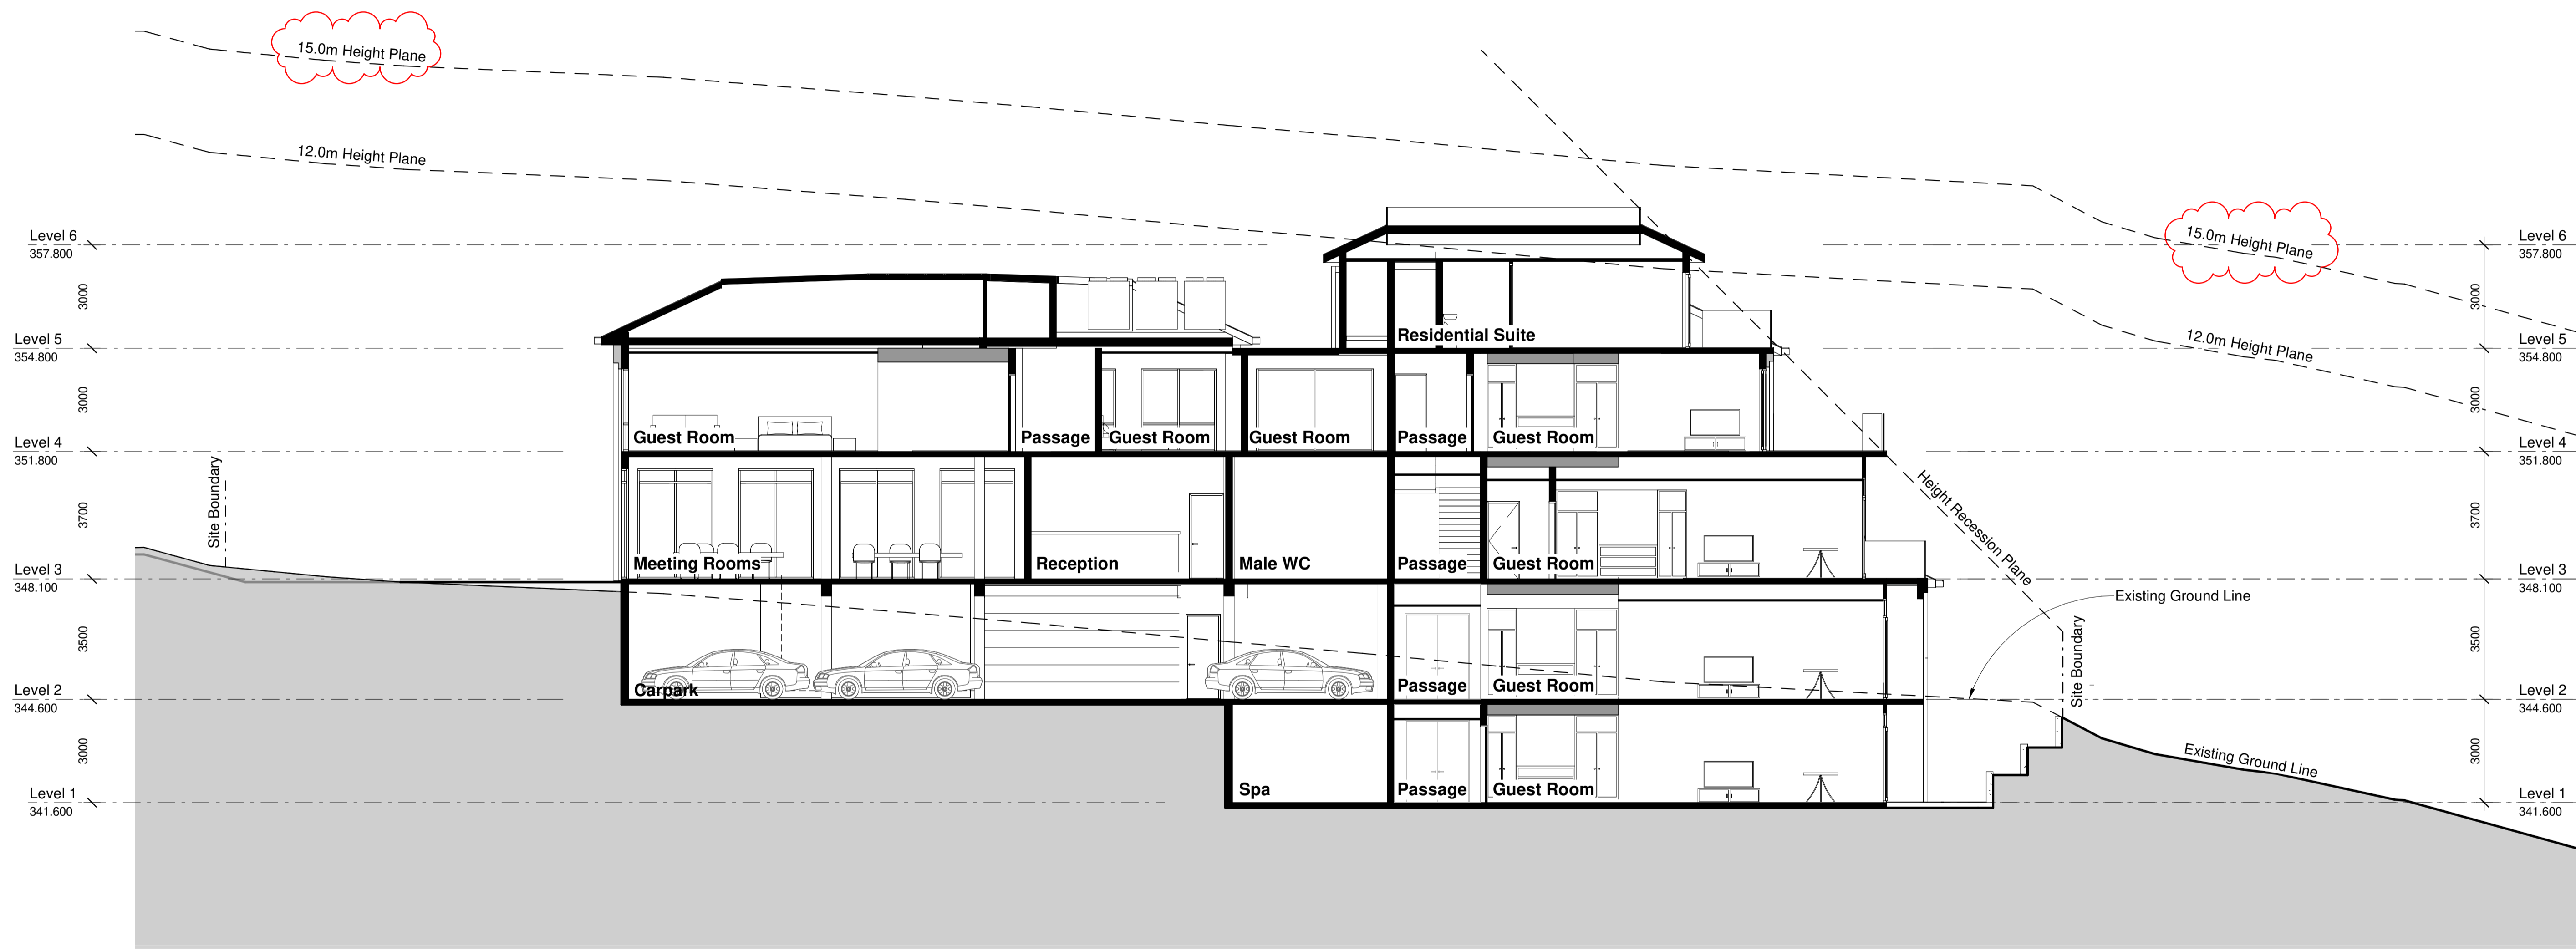 15.0m Height Plane
12.0m Height Plane
15.0m Height Plane
12.0m Height Plane
Level 6
357.800
3000
Level 5
354.800
3000
Level 4
351.800
3700
Level 3
348.100
3500
Level 2
344.600
3000
Level 1
341.600
Site Boundary
Residential Suite
Guest Room
Passage
Guest Room
Guest Room
Passage
Guest Room
Meeting Rooms
Reception
Male WC
Passage
Guest Room
Carpark
Passage
Guest Room
Spa
Passage
Guest Room
Height Recession Plane
Existing Ground Line
Site Boundary
Existing Ground Line
Level 6
357.800
3000
Level 5
354.800
3000
Level 4
351.800
3700
Level 3
348.100
3500
Level 2
344.600
3000
Level 1
341.600